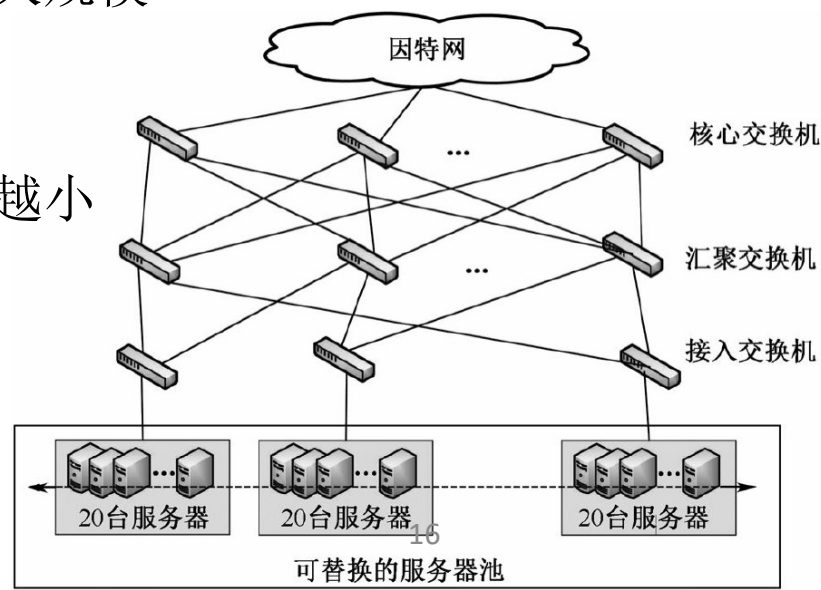 因特网
核心交换机
...
越小
汇聚交换机
...
接入交换机
... ... ...
20台服务器 20台服务器 20台服务器
16
可替换的服务器池